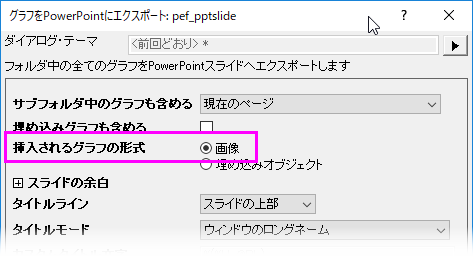 グラフをPowerPointにエクスポート: pef_pptslide
ダイアログ・テーマ <前回どおり> *
フォルダ中の全てのグラフをPowerPointスライドへエクスポートします
サブフォルダ中のグラフも含める 現在のページ
埋め込みグラフも含める
挿入されるグラフの形式 画像
埋め込みオブジェクト
スライドの余白
タイトルライン スライドの上部
タイトルモード ウィンドウのロングネーム